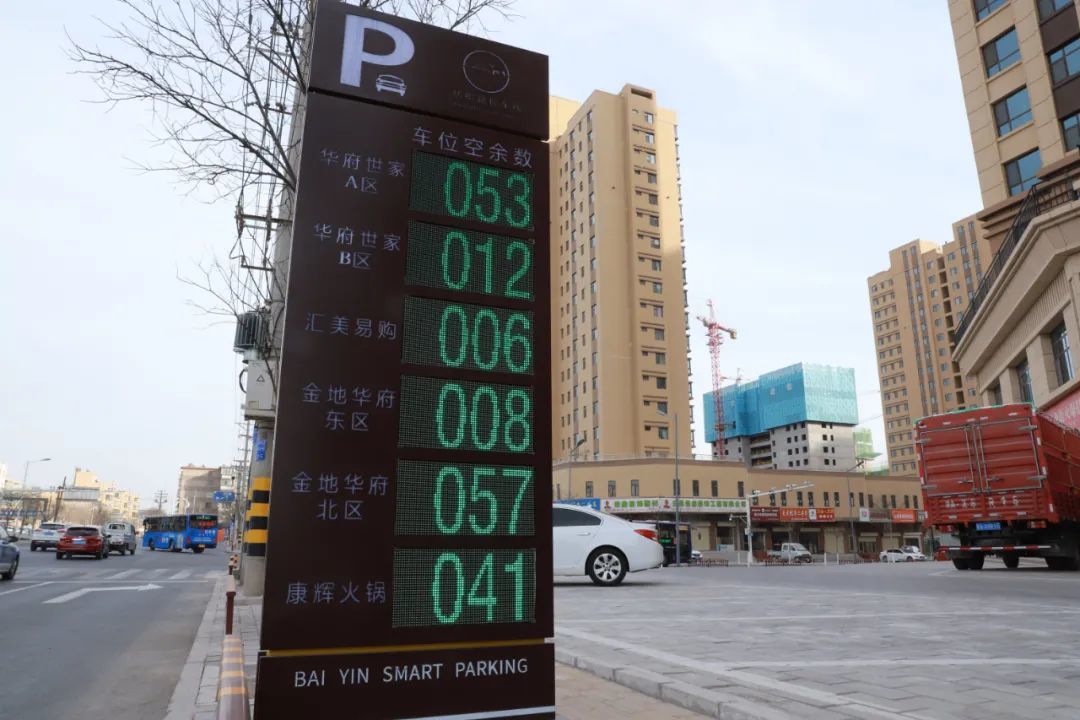 P
车位空余数
华府世家
A区
053
华府世家
B区
012
汇美易购
006
金地华府
东区
008
金地华府
北区
057
康辉火锅
041
BAI YIN SMART PARKING